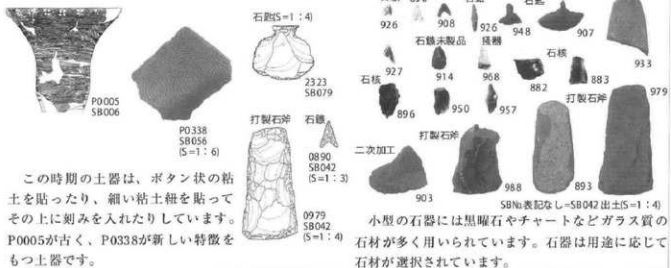 P0005
SB006
P0338
SB056
(S=1：6)
石匙(S=1：4)
2323
SB079
打製石斧
石鏃
0890
SB042
(S=1：3)
0979
SB042
(S=1：4)
この時期の土器は、ボタン状の粘
土を貼ったり、細い粘土紐を貼って
その上に刻みを入れたりしています。
P0005が古く、P0338が新しい特徴を
もつ土器です。
926
908
926
948
907
933
石鏃未製品
927
914
968
882
石核
883
石核
896
950
957
打製石斧
979
二次加工
打製石斧
903
988
893
SB№表記なし=SB042出土(S=1：4)
小型の石器には黒曜石やチャートなどガラス質の
石材が多く用いられています。石器は用途に応じて
石材が選択されています。